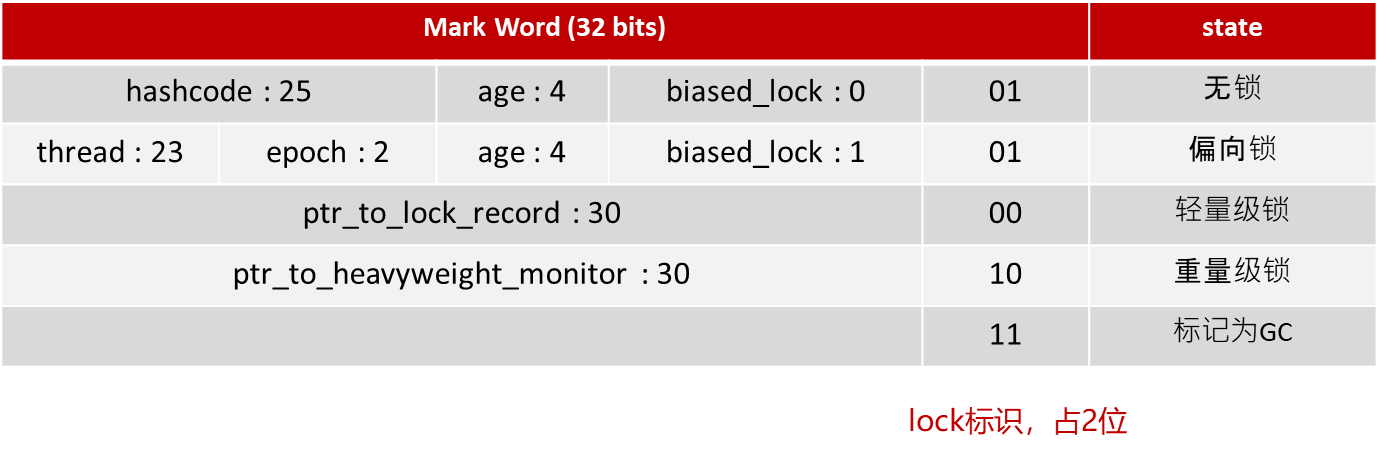 Mark Word (32 bits) state
hashcode : 25 age : 4 biased_lock : 0 01 无锁
thread : 23 epoch : 2 age : 4 biased_lock : 1 01 偏向锁
ptr_to_lock_record : 30 00 轻量级锁
ptr_to_heavyweight_monitor : 30 10 重量级锁
11 标记为GC
lock标识，占2位